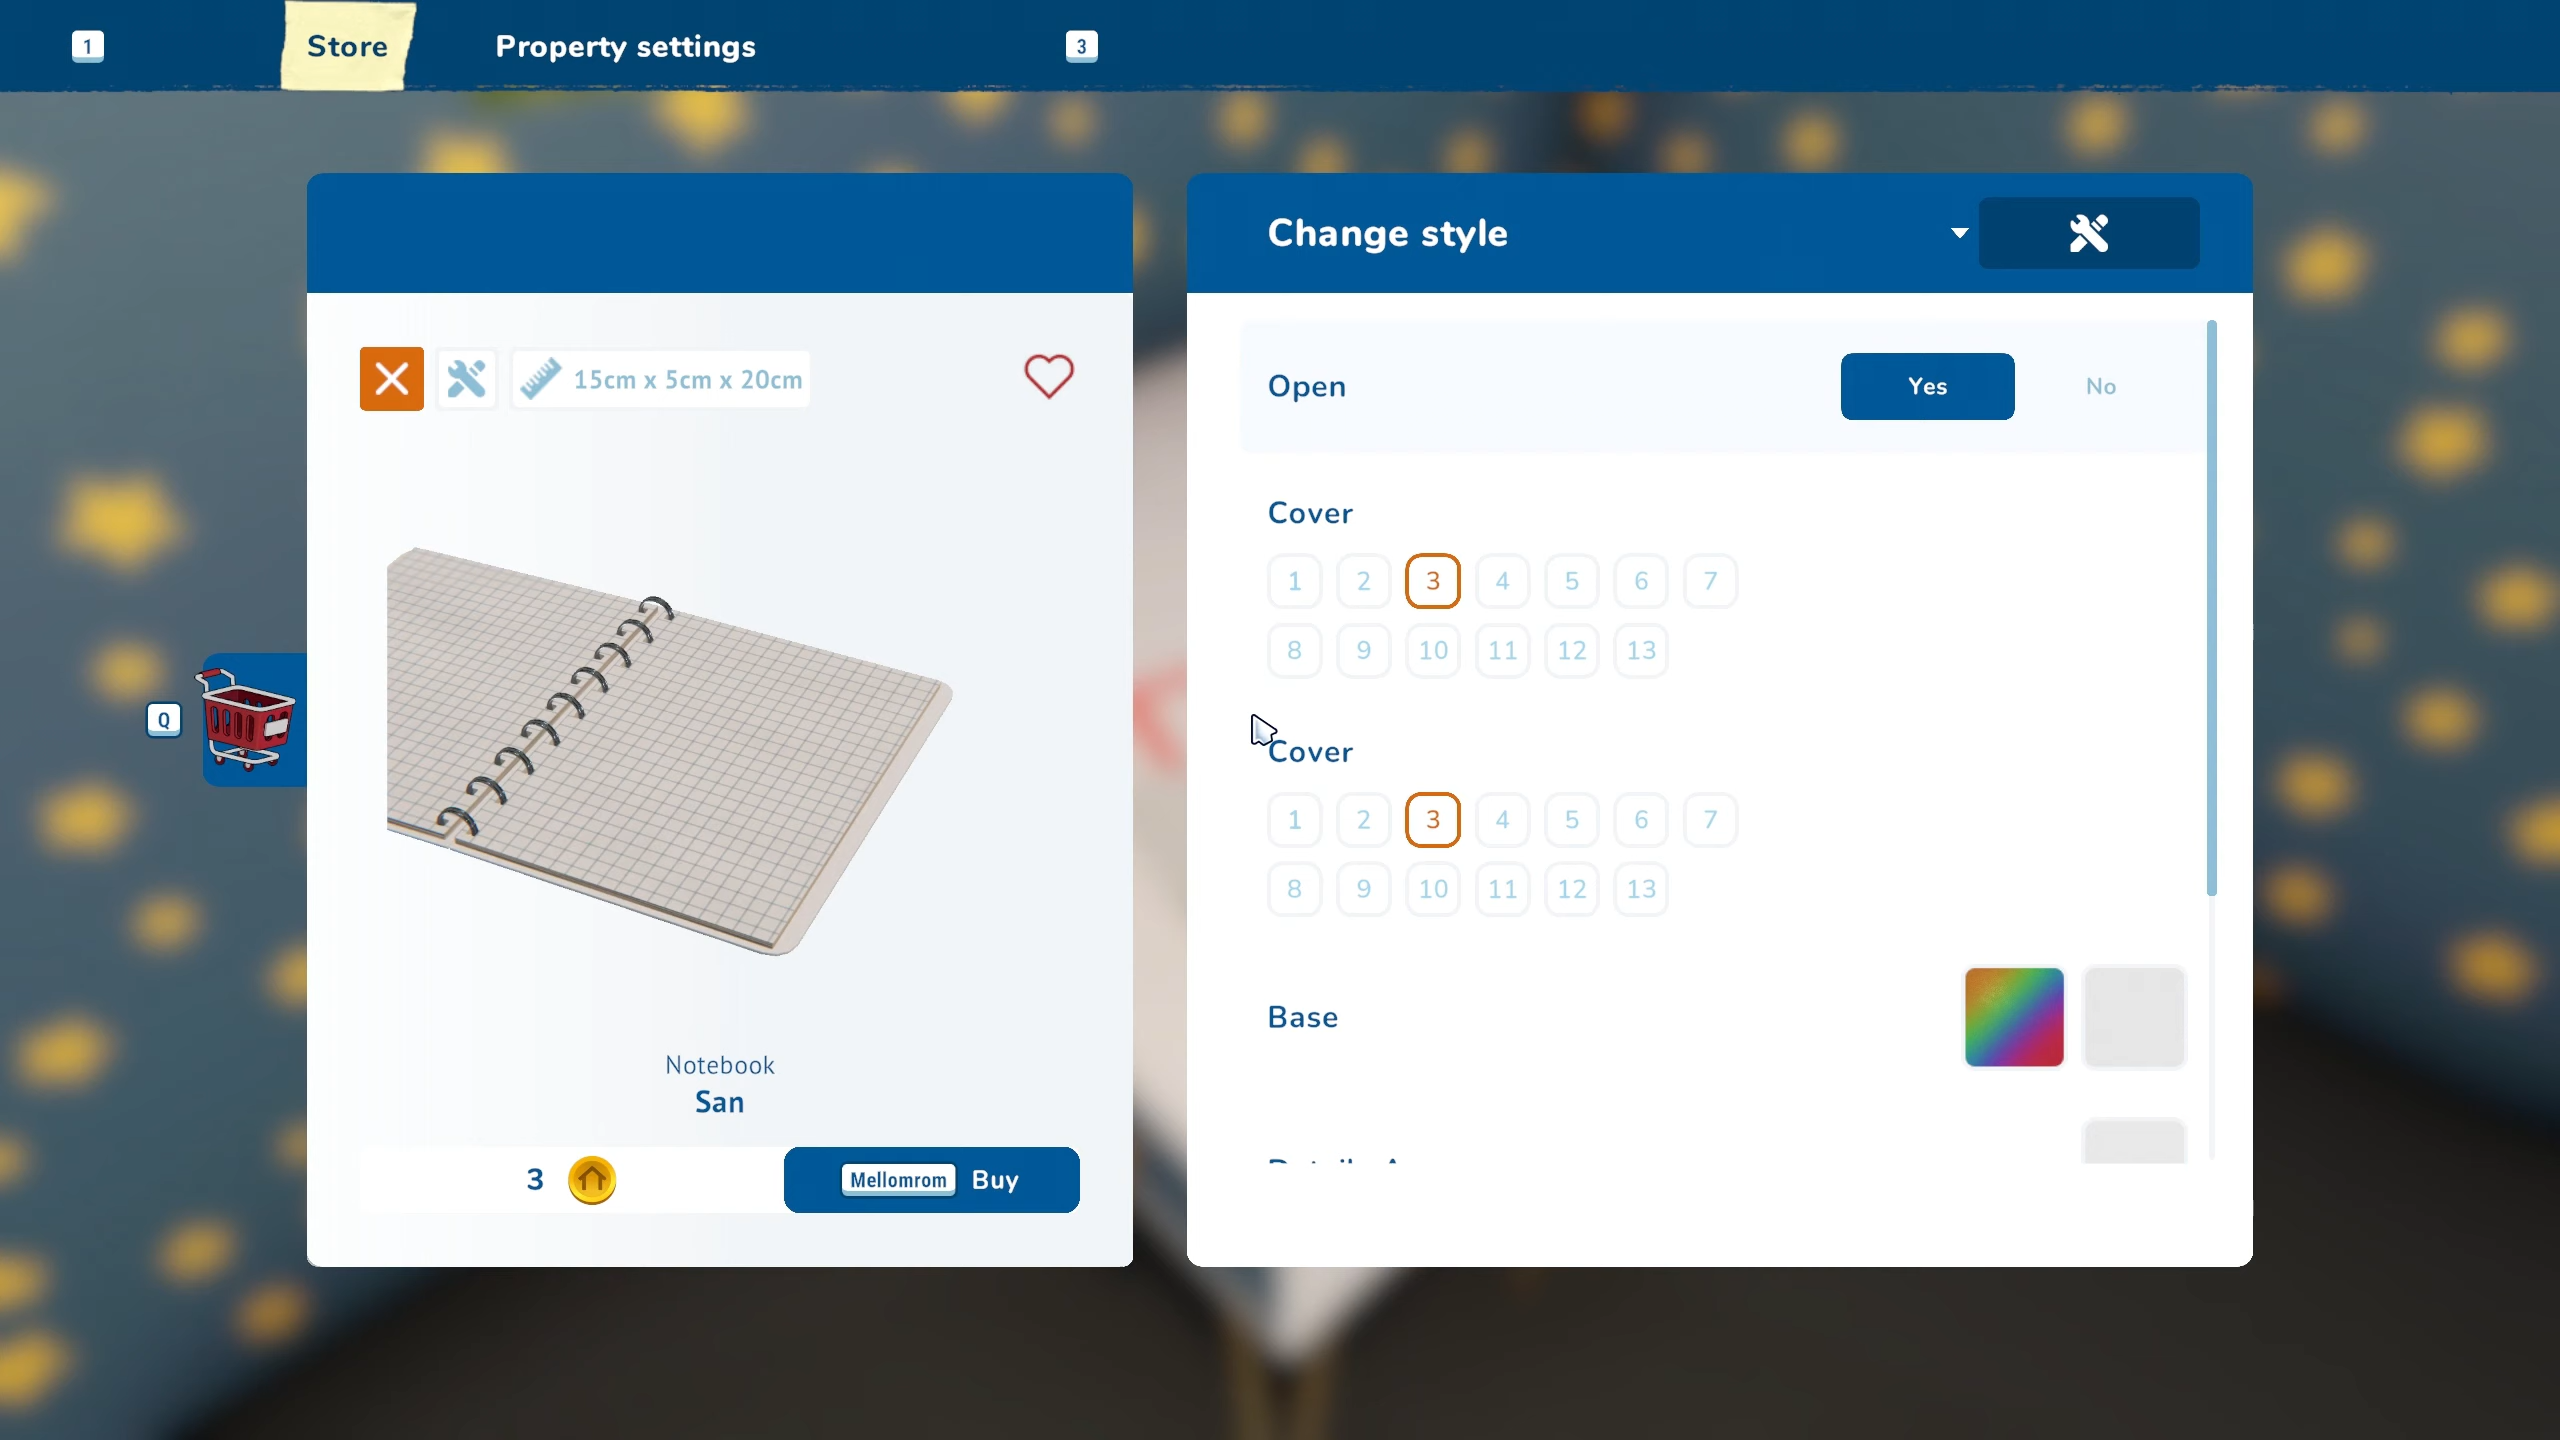 1
Store
Property settings
3
Change style
15cm x 5cm x 20cm
Open
Yes
No
Cover
1 2 3 4 5 6 7
8 9 10 11 12 13
Q
Cover
1 2 3 4 5 6 7
8 9 10 11 12 13
Base
Notebook
San
3
Mellomrom Buy